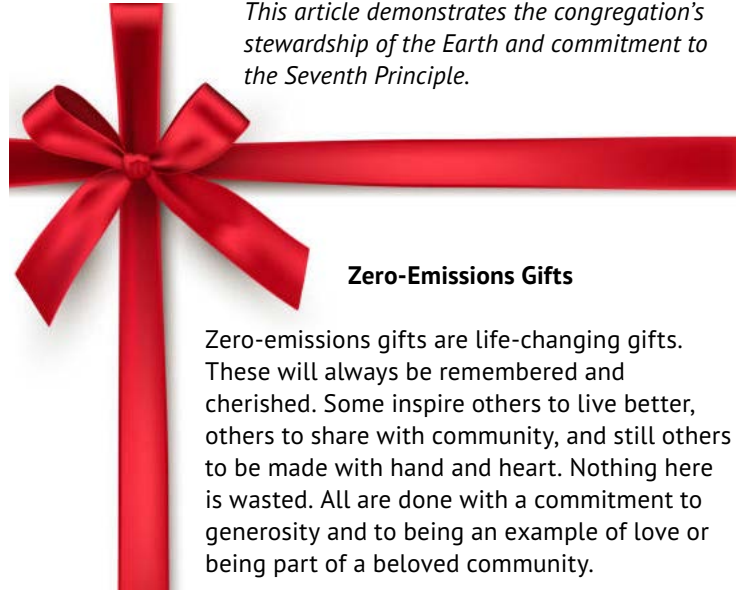 This article demonstrates the congregation’s
stewardship of the Earth and commitment to
the Seventh Principle.
Zero-Emissions Gifts
Zero-emissions gifts are life-changing gifts.
These will always be remembered and
cherished. Some inspire others to live better,
others to share with community, and still others
to be made with hand and heart. Nothing here
is wasted. All are done with a commitment to
generosity and to being an example of love or
being part of a beloved community.